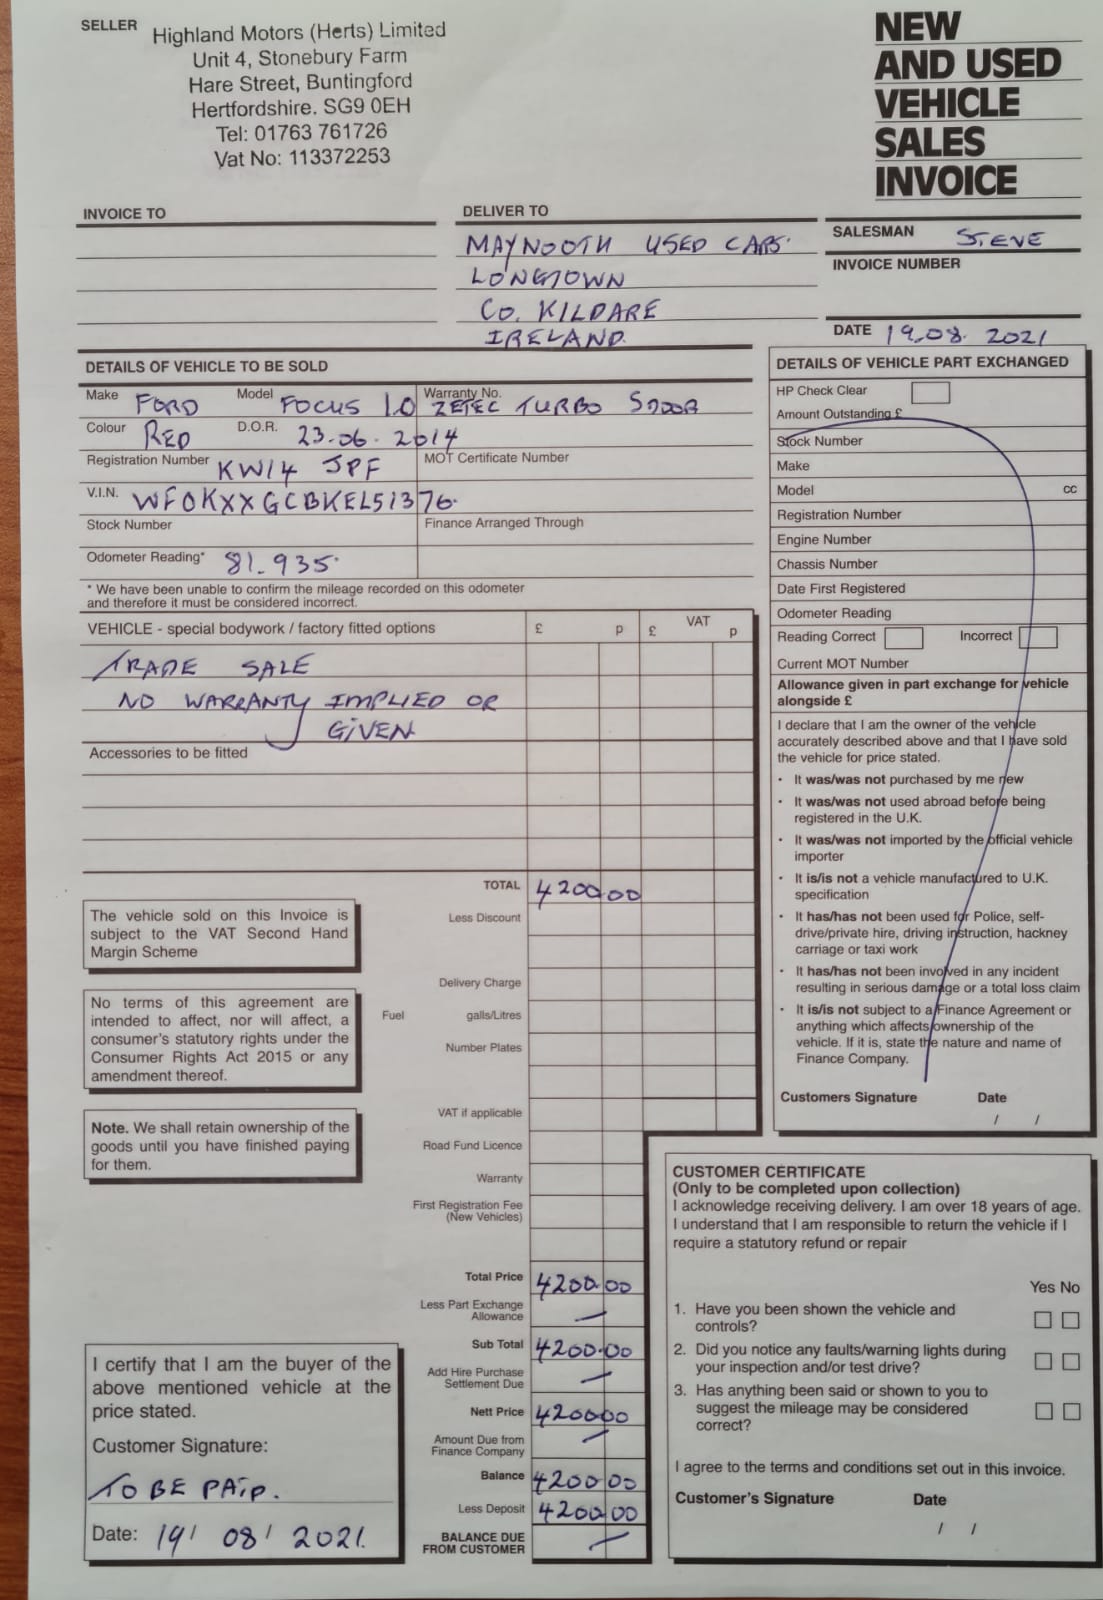 SELLER
Highland Motors (Herts) Limited
Unit 4, Stonebury Farm
Hare Street, Buntingford
Hertfordshire. SG9 0EH
Tel: 01763 761726
Vat No: 113372253
NEW
AND USED
VEHICLE
SALES
INVOICE
INVOICE TO
DELIVER TO
MAYNOOTH USED CARS.
LONGTOWN
CO. KILDARE
IRELAND.
SALESMAN STEVE
INVOICE NUMBER
DATE 19.08.2021
DETAILS OF VEHICLE TO BE SOLD
Make FORD Model FOCUS 1.0 Warranty No. ZETEC TURBO 5DOOR
Colour RED D.O.R. 23.06.2014
Registration Number KW14 JPF MOT Certificate Number
V.I.N. WF0KXXGCBKEL51376.
Stock Number Finance Arranged Through
Odometer Reading* 81.935.
* We have been unable to confirm the mileage recorded on this odometer
and therefore it must be considered incorrect.
VEHICLE - special bodywork / factory fitted options £ p £ VAT p
TRADE SALE
NO WARRANTY IMPLIED OR
GIVEN
Accessories to be fitted
TOTAL 4200.00
The vehicle sold on this Invoice is
subject to the VAT Second Hand
Margin Scheme
Less Discount
Delivery Charge
No terms of this agreement are
intended to affect, nor will affect, a
consumer's statutory rights under the
Consumer Rights Act 2015 or any
amendment thereof.
Fuel galls/Litres
Number Plates
VAT if applicable
Note. We shall retain ownership of the
goods until you have finished paying
for them.
Road Fund Licence
Warranty
First Registration Fee
(New Vehicles)
Total Price 4200.00
Less Part Exchange
Allowance —
Sub Total 4200.00
Add Hire Purchase
Settlement Due —
Nett Price 4200.00
Amount Due from
Finance Company —
Balance 4200.00
Less Deposit 4200.00
BALANCE DUE
FROM CUSTOMER —
I certify that I am the buyer of the
above mentioned vehicle at the
price stated.
Customer Signature:
TO BE PAID.
Date: 19/ 08/ 2021.
DETAILS OF VEHICLE PART EXCHANGED
HP Check Clear
Amount Outstanding £
Stock Number
Make
Model cc
Registration Number
Engine Number
Chassis Number
Date First Registered
Odometer Reading
Reading Correct Incorrect
Current MOT Number
Allowance given in part exchange for vehicle
alongside £
I declare that I am the owner of the vehicle
accurately described above and that I have sold
the vehicle for price stated.
• It was/was not purchased by me new
• It was/was not used abroad before being
registered in the U.K.
• It was/was not imported by the official vehicle
importer
• It is/is not a vehicle manufactured to U.K.
specification
• It has/has not been used for Police, self-
drive/private hire, driving instruction, hackney
carriage or taxi work
• It has/has not been involved in any incident
resulting in serious damage or a total loss claim
• It is/is not subject to a Finance Agreement or
anything which affects ownership of the
vehicle. If it is, state the nature and name of
Finance Company.
Customers Signature Date
/ /
CUSTOMER CERTIFICATE
(Only to be completed upon collection)
I acknowledge receiving delivery. I am over 18 years of age.
I understand that I am responsible to return the vehicle if I
require a statutory refund or repair
Yes No
1. Have you been shown the vehicle and
controls?
2. Did you notice any faults/warning lights during
your inspection and/or test drive?
3. Has anything been said or shown to you to
suggest the mileage may be considered
correct?
I agree to the terms and conditions set out in this invoice.
Customer's Signature Date
/ /